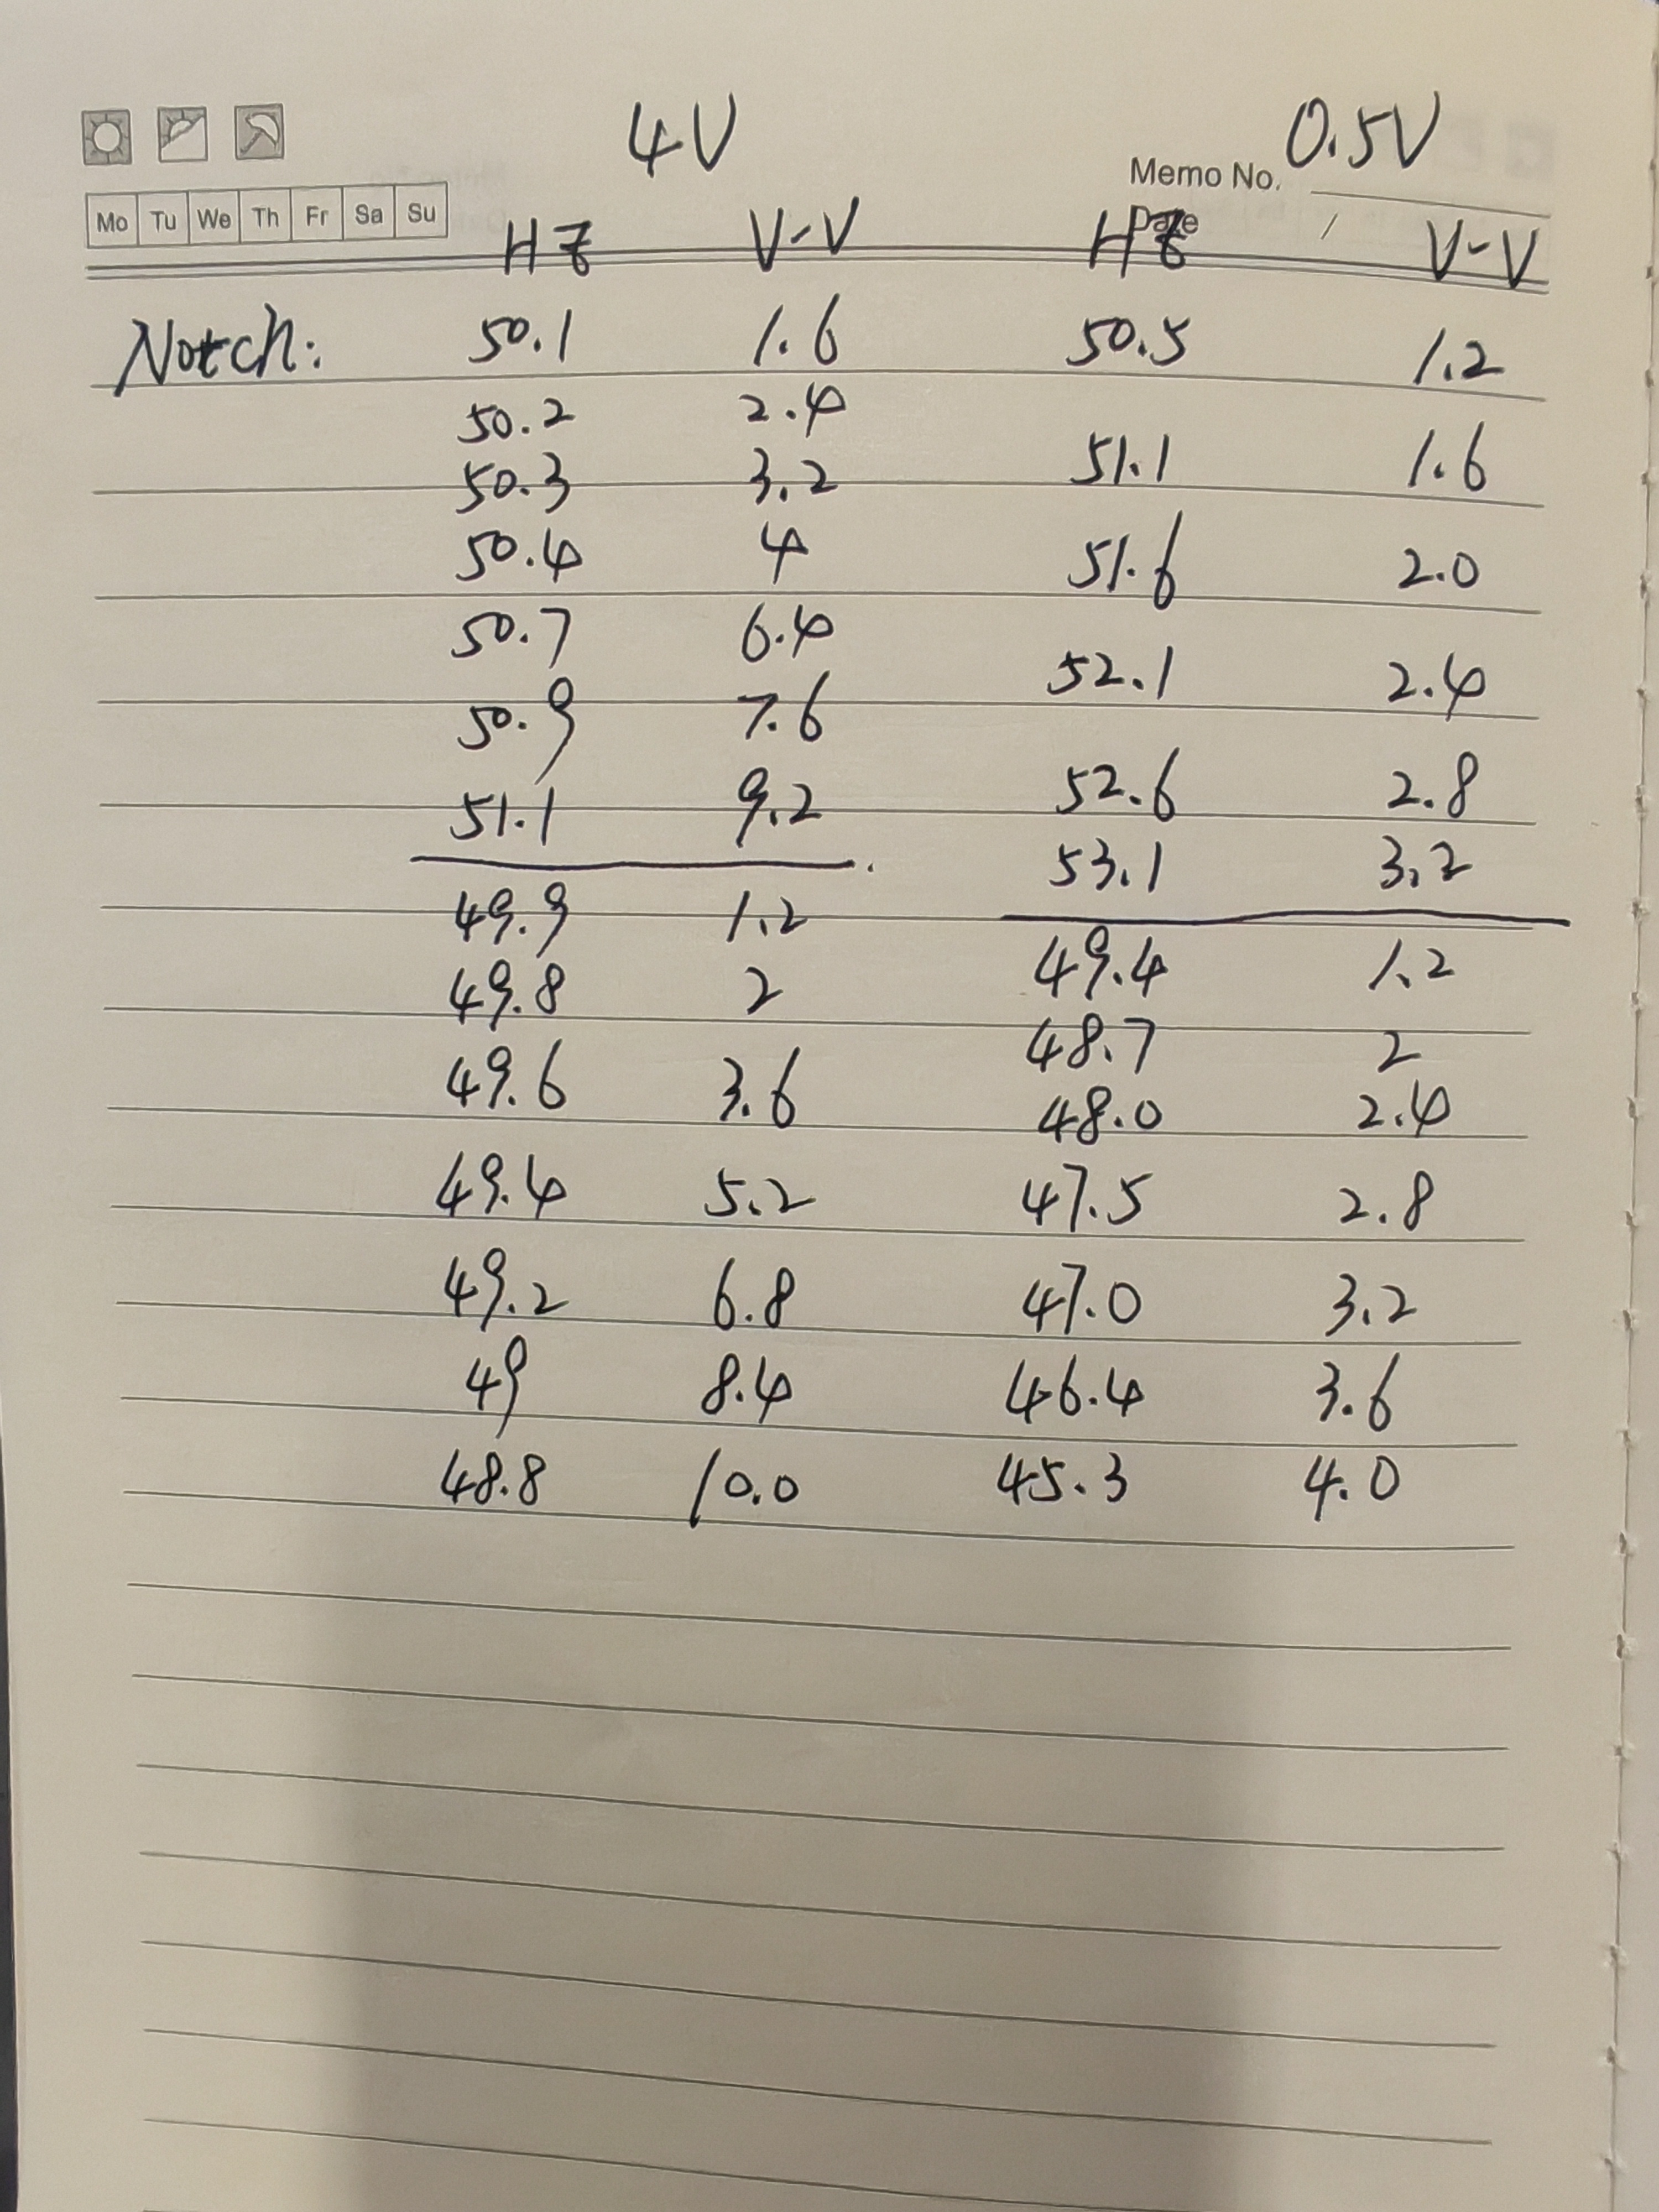 4V 0.5V
Memo No.
Mo Tu We Th Fr Sa Su
Date /
HZ V-V HZ V-V
Notch: 50.1 1.6 50.5 1.2
50.2 2.4
50.3 3.2 51.1 1.6
50.4 4 51.6 2.0
50.7 6.4 52.1 2.4
50.9 7.6
51.1 9.2 52.6 2.8
53.1 3.2
49.9 1.2 49.4 1.2
49.8 2 48.7 2
49.6 3.6 48.0 2.4
49.4 5.2 47.5 2.8
49.2 6.8 47.0 3.2
49 8.4 46.4 3.6
48.8 10.0 45.3 4.0